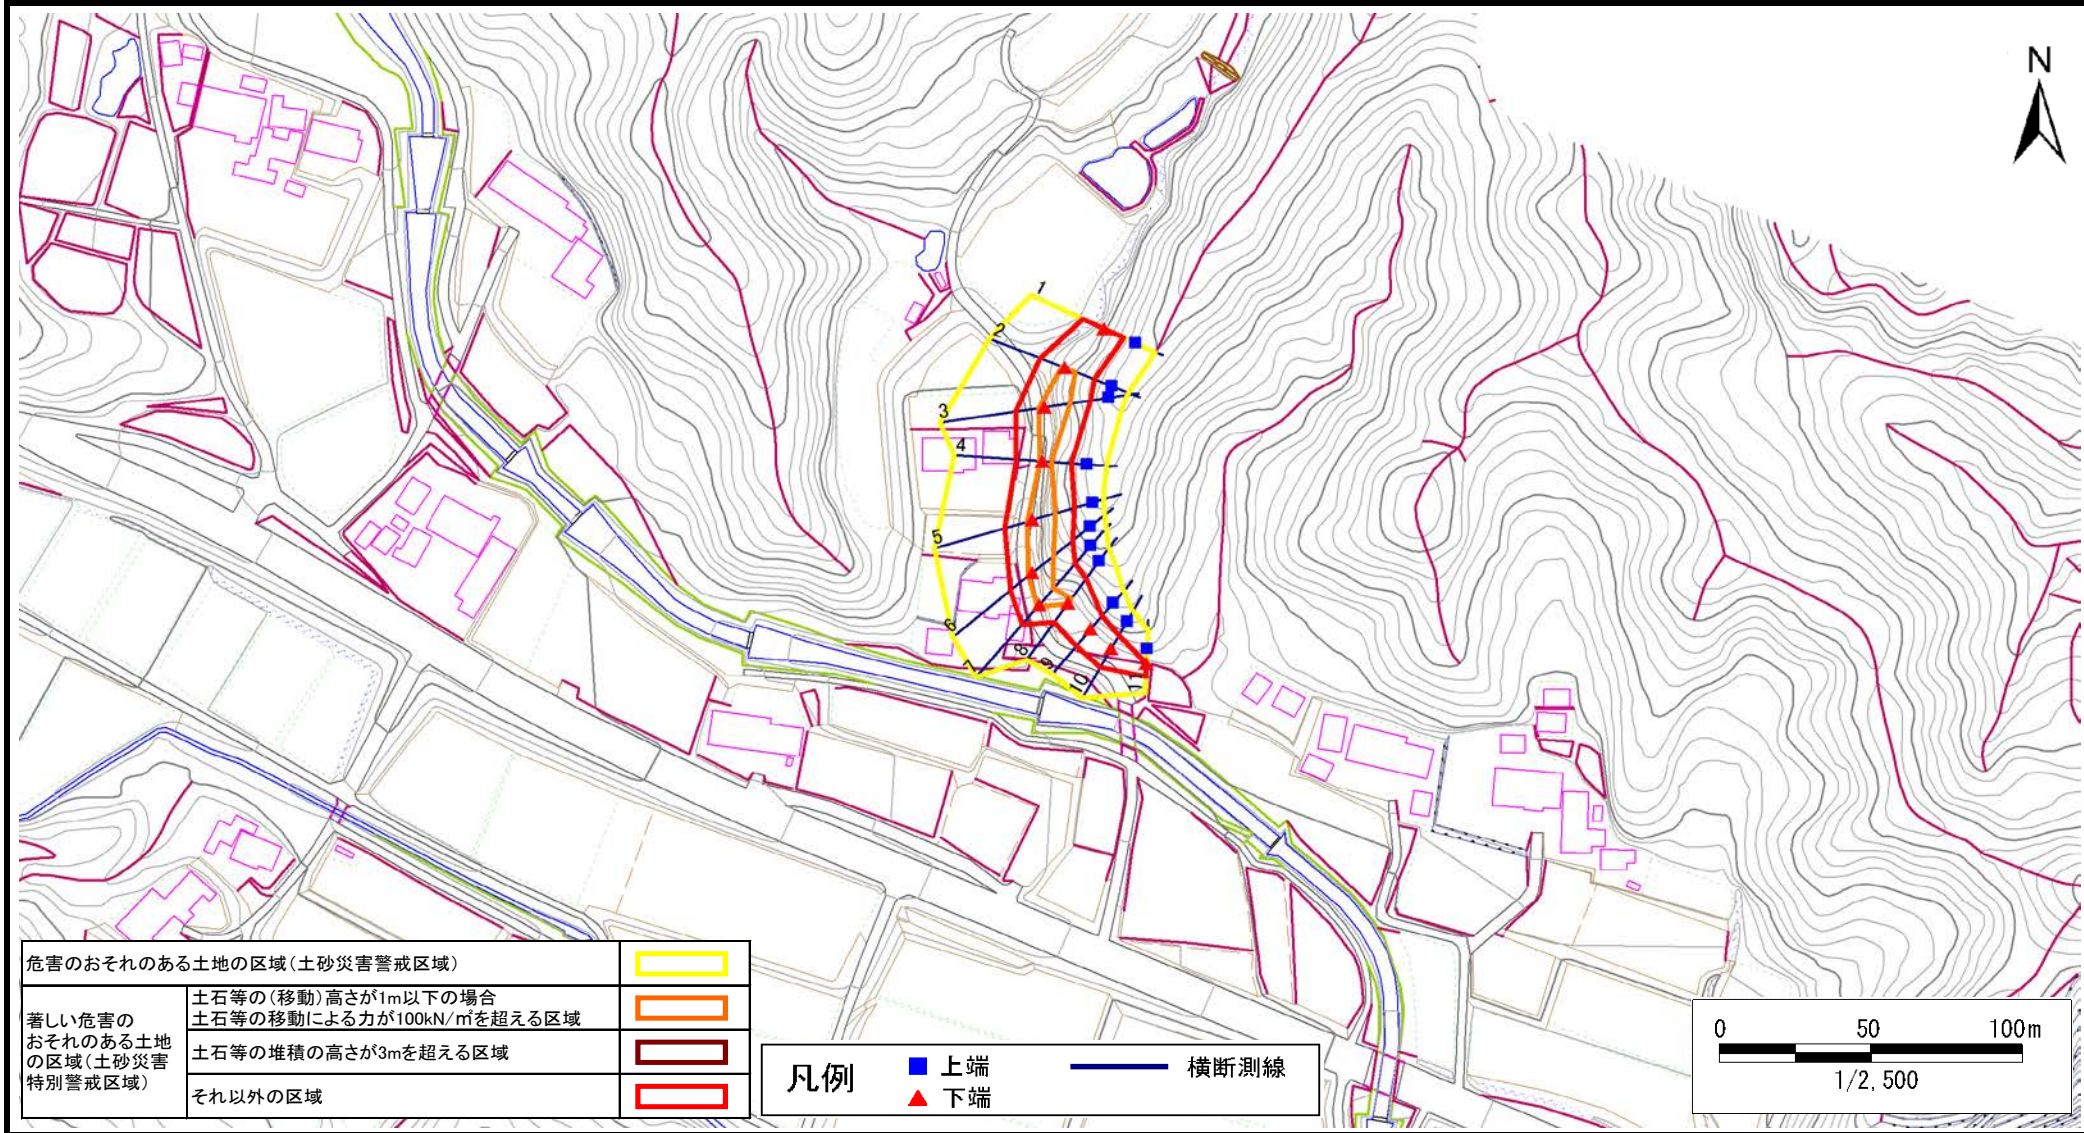 N
1
2
3
4
5
6
7
8
9
10
11
危害のおそれのある土地の区域(土砂災害警戒区域)
著しい危害の
おそれのある土地
の区域(土砂災害
特別警戒区域)
土石等の(移動)高さが1m以下の場合
土石等の移動による力が100kN/㎡を超える区域
土石等の堆積の高さが3mを超える区域
それ以外の区域
凡例
上端
下端
横断測線
0 50 100m
1/2,500